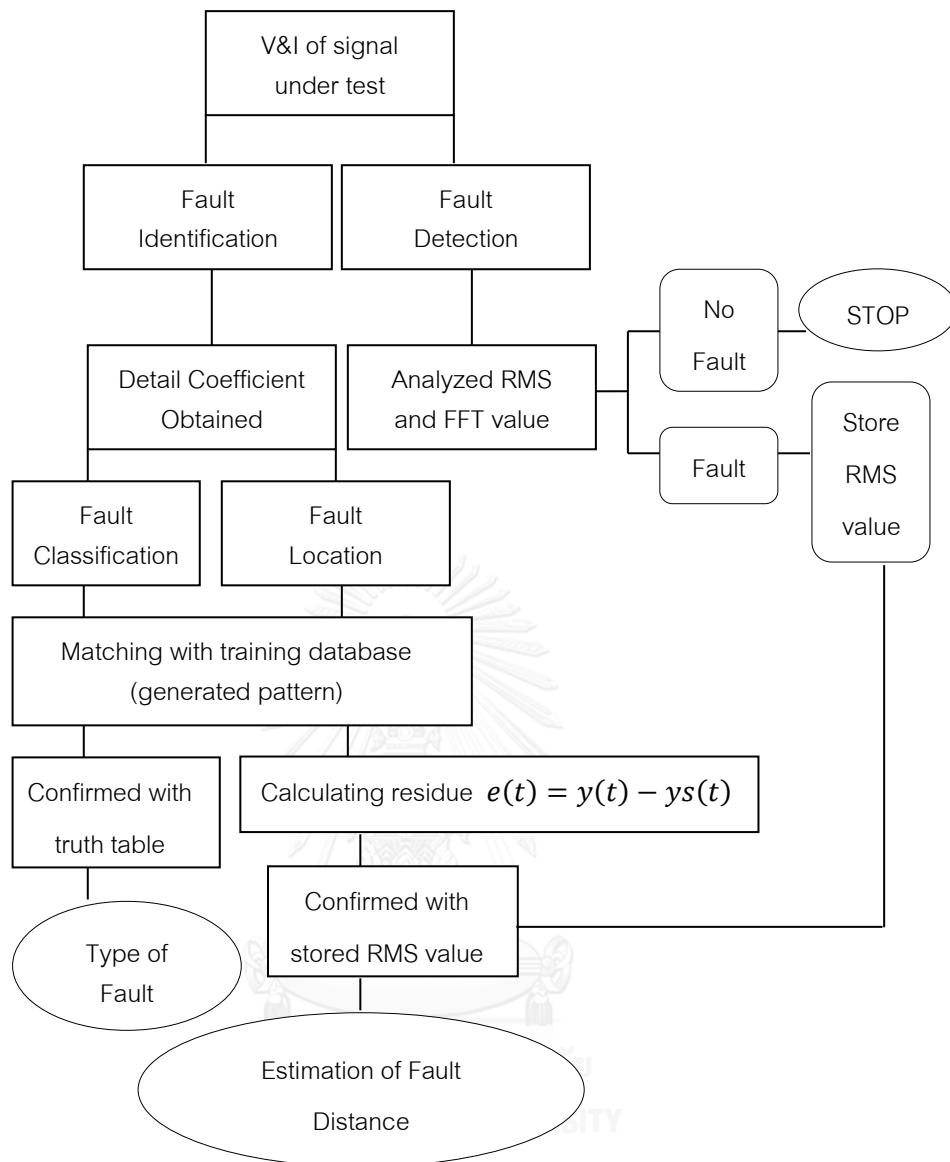 V&I of signal
under test
Fault
Identification
Fault
Detection
No
Fault
STOP
Detail Coefficient
Obtained
Analyzed RMS
and FFT value
Fault
Store
RMS
value
Fault
Classification
Fault
Location
Matching with training database
(generated pattern)
Confirmed with
truth table
Calculating residue e(t) = y(t) − ys(t)
Confirmed with
stored RMS value
Type of
Fault
Estimation of Fault
Distance